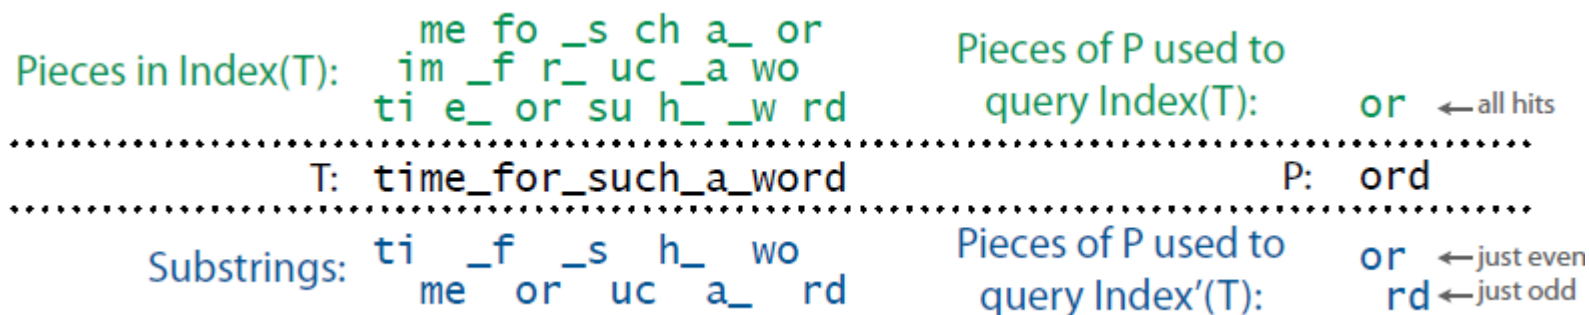 me fo _s ch a_ or
Pieces in Index(T): im _f r_ uc _a wo
ti e_ or su h_ _w rd
Pieces of P used to
query Index(T): or ←all hits
T: time_for_such_a_word P: ord
Substrings: ti _f _s h_ wo
me or uc a_ rd
Pieces of P used to or ←just even
query Index'(T): rd ←just odd